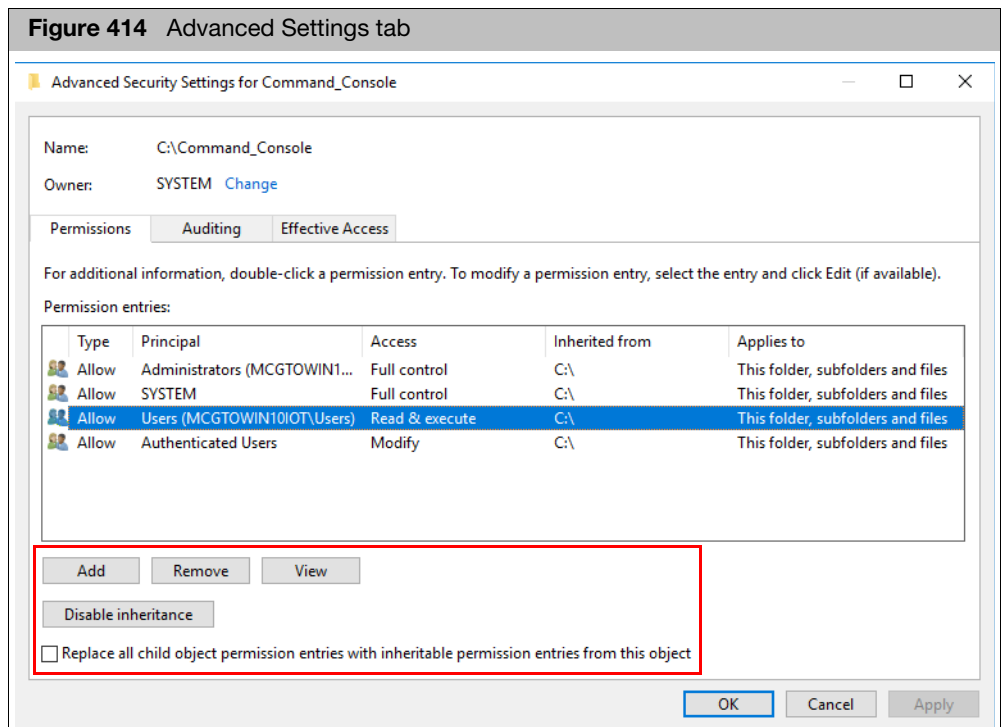 Figure 414 Advanced Settings tab
Advanced Security Settings for Command_Console
Name: C:\Command_Console
Owner: SYSTEM Change
Permissions Auditing Effective Access
For additional information, double-click a permission entry. To modify a permission entry, select the entry and click Edit (if available).
Permission entries:
Type Principal Access Inherited from Applies to
Allow Administrators (MCGTOWIN1... Full control C:\ This folder, subfolders and files
Allow SYSTEM Full control C:\ This folder, subfolders and files
Allow Users (MCGTOWIN10IOT\Users) Read & execute C:\ This folder, subfolders and files
Allow Authenticated Users Modify C:\ This folder, subfolders and files
Add Remove View
Disable inheritance
Replace all child object permission entries with inheritable permission entries from this object
OK Cancel Apply